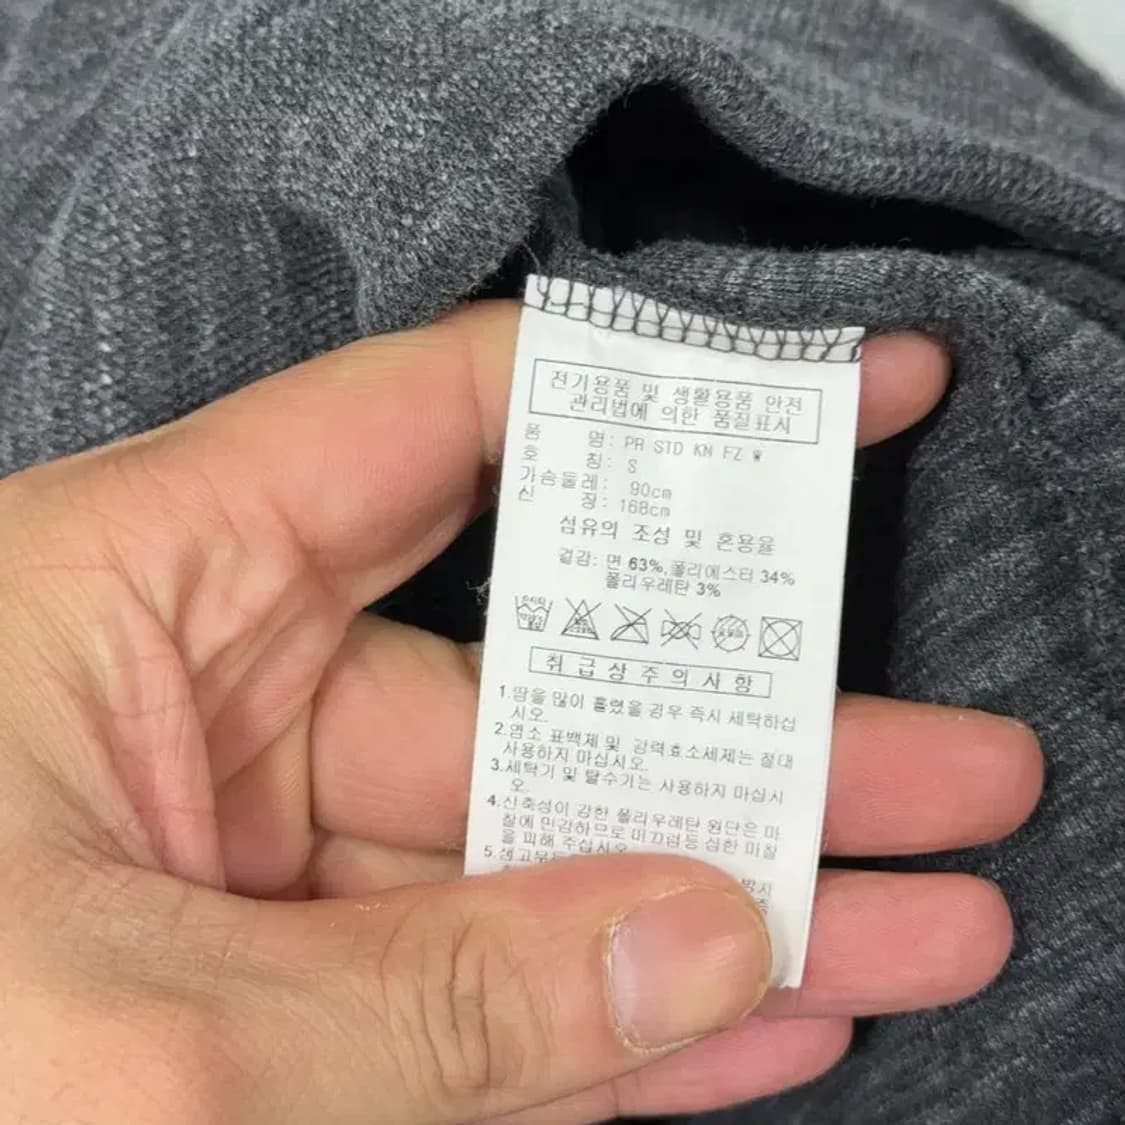 전기용품 및 생활용품 안전
관리법에 의한 품질표시
품 명: PR STD KN FZ W
호 칭: S
가슴둘레: 90cm
신 장: 168cm
섬유의 조성 및 혼용율
겉감: 면 63%,폴리에스터 34%
폴리우레탄 3%
취급상주의사항
1.땀을 많이 흘렸을 경우 즉시 세탁하십
시오.
2.염소 표백제 및 강력효소세제는 절대
사용하지 마십시오.
3.세탁기 및 탈수기는 사용하지 마십시
오.
4.신축성이 강한 폴리우레탄 원단은 마
찰에 민감하므로 미끄럼등 심한 마찰
을 피해 주십시오
5.
방시